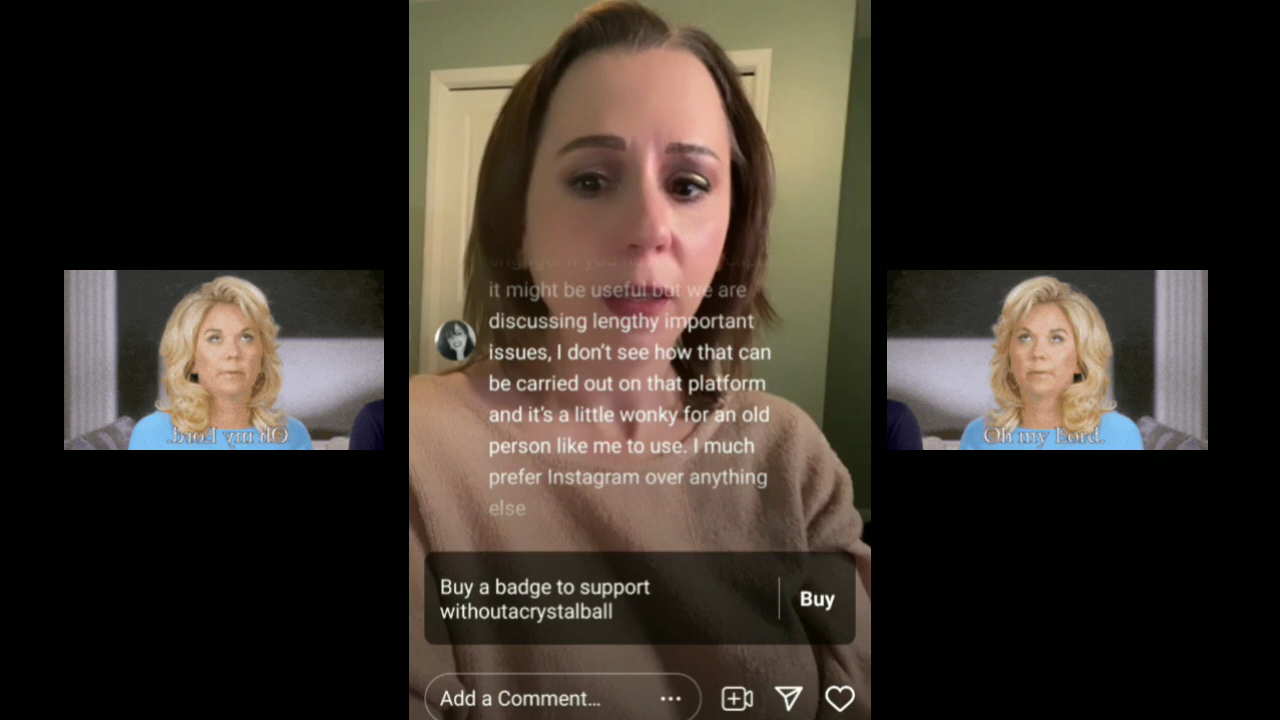 it might be useful but we are
discussing lengthy important
issues, I don't see how that can
be carried out on that platform
and it's a little wonky for an old
person like me to use. I much
prefer Instagram over anything
else
Oh my Lord.
Oh my Lord.
Buy a badge to support
withoutacrystalball
Buy
Add a Comment...